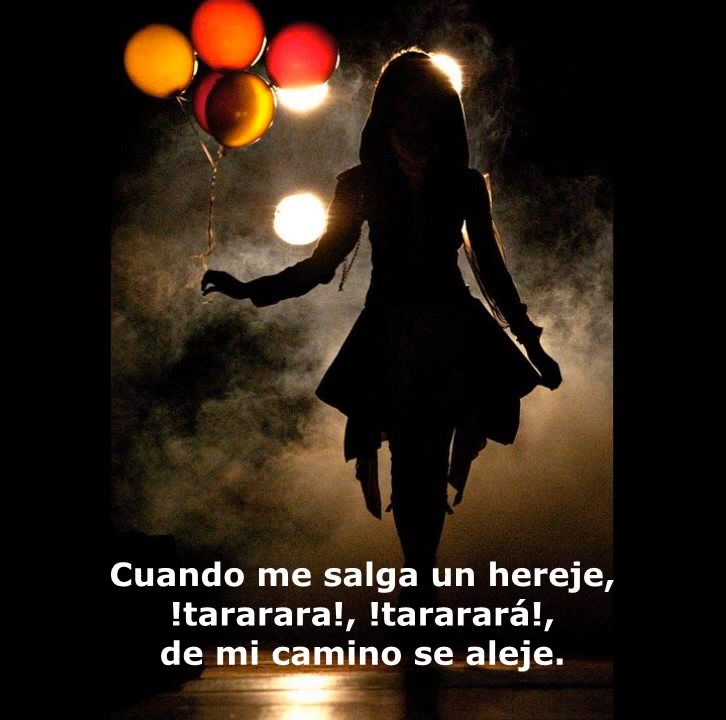 Cuando me salga un hereje,
!tararara!, !tararará!,
de mi camino se aleje.